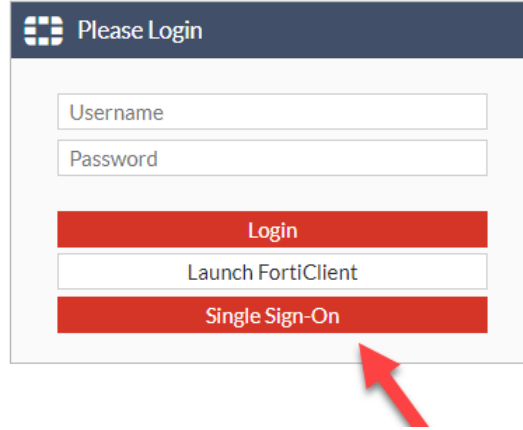 Please Login
Username
Password
Login
Launch FortiClient
Single Sign-On